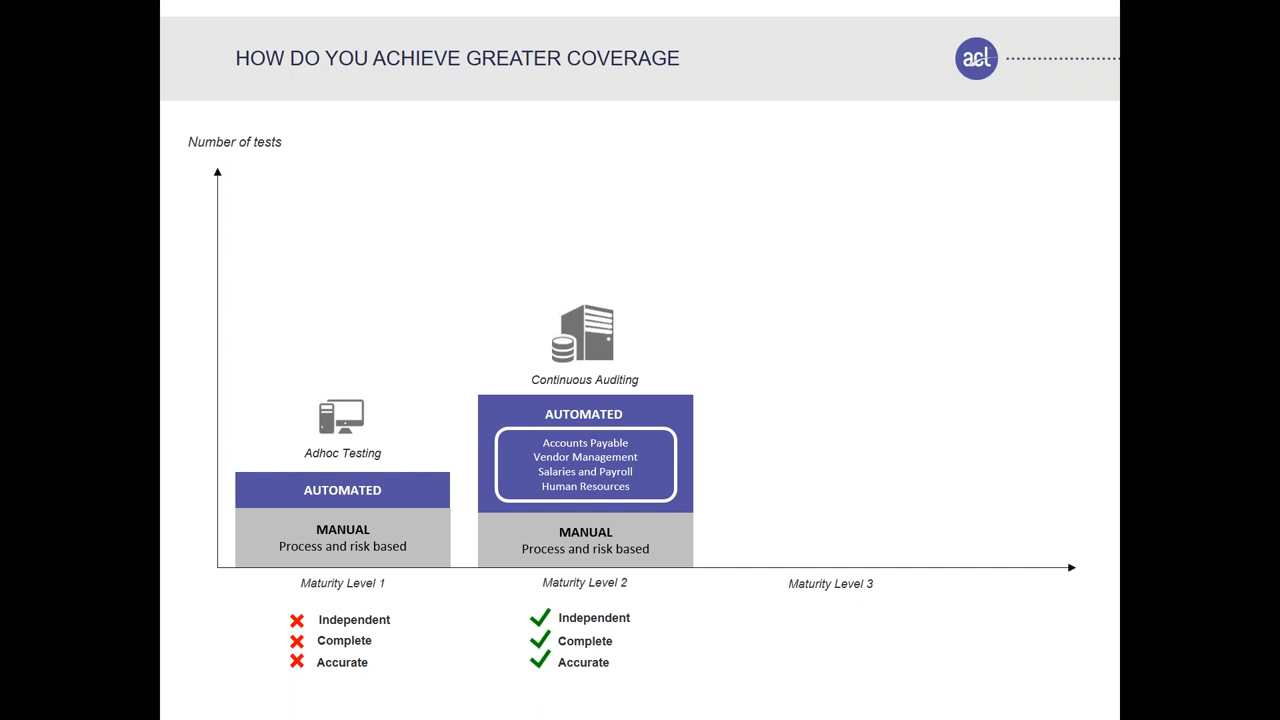 HOW DO YOU ACHIEVE GREATER COVERAGE
acl
Number of tests
Continuous Auditing
AUTOMATED
Accounts Payable
Vendor Management
Salaries and Payroll
Human Resources
MANUAL
Process and risk based
Adhoc Testing
AUTOMATED
MANUAL
Process and risk based
Maturity Level 1
Maturity Level 2
Maturity Level 3
Independent
Complete
Accurate
Independent
Complete
Accurate